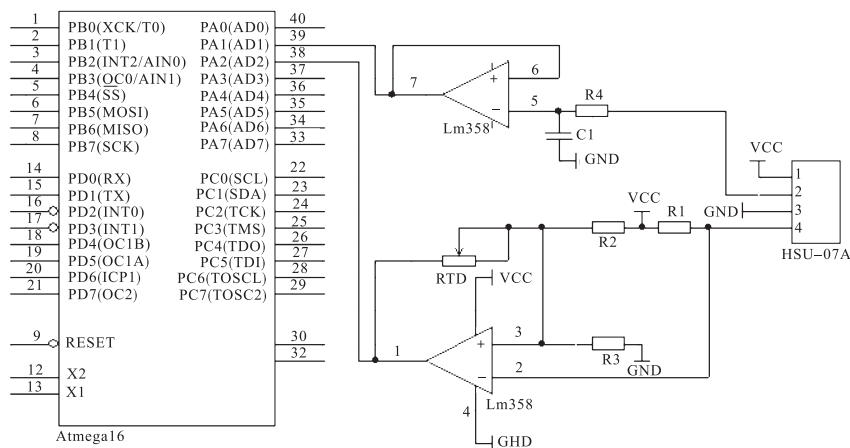 1 PB0(XCK/T0) PA0(AD0) 40
2 PB1(T1) PA1(AD1) 39
3 PB2(INT2/AIN0) PA2(AD2) 38
4 PB3(OC0/AIN1) PA3(AD3) 37
5 PB4(SS) PA4(AD4) 36
6 PB5(MOSI) PA5(AD5) 35
7 PB6(MISO) PA6(AD6) 34
8 PB7(SCK) PA7(AD7) 33
14 PD0(RX) PC0(SCL) 22
15 PD1(TX) PC1(SDA) 23
16 PD2(INT0) PC2(TCK) 24
17 PD3(INT1) PC3(TMS) 25
18 PD4(OC1B) PC4(TDO) 26
19 PD5(OC1A) PC5(TDI) 27
20 PD6(ICP1) PC6(TOSCL) 28
21 PD7(OC2) PC7(TOSC2) 29
9 RESET 30
32
12 X2
13 X1
Atmega16
7 + 6
− 5 R4
Lm358 C1
GND
VCC
1
2
GND 3
4
HSU-07A
VCC
R2 R1
RTD
VCC
1 + 3
R3
GND
− 2
Lm358
4
GHD